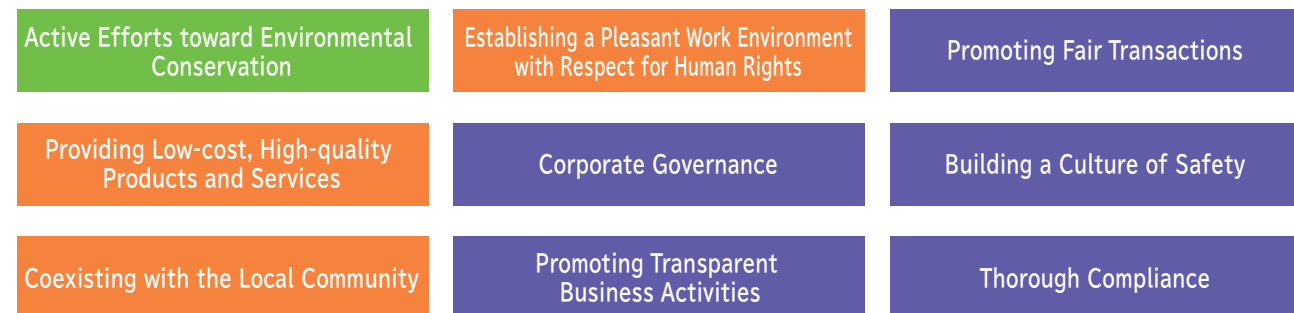 Active Efforts toward Environmental
Conservation
Establishing a Pleasant Work Environment
with Respect for Human Rights
Promoting Fair Transactions
Providing Low-cost, High-quality
Products and Services
Corporate Governance
Building a Culture of Safety
Coexisting with the Local Community
Promoting Transparent
Business Activities
Thorough Compliance